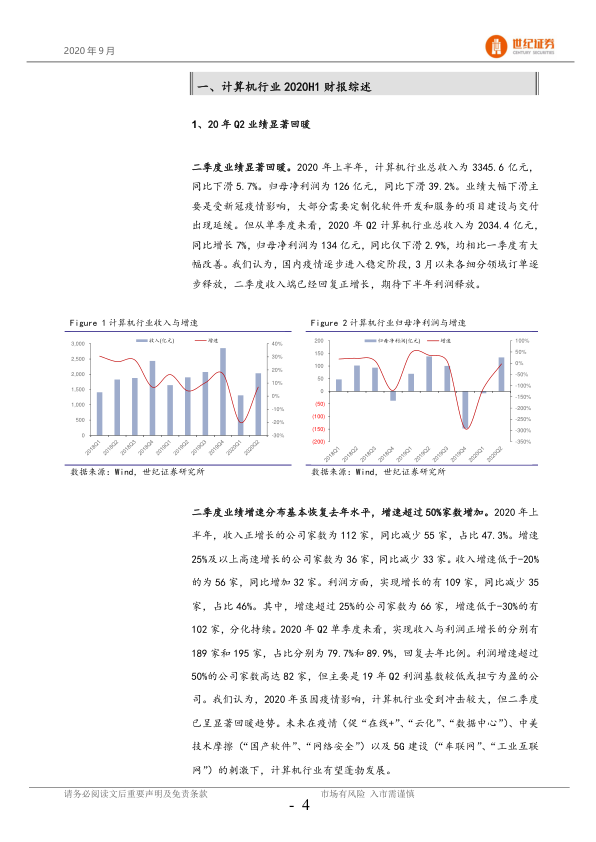 2020 年 9 月
世纪证券
CENTURY SECURITIES
一、计算机行业 2020H1 财报综述
1、20 年 Q2 业绩显著回暖
二季度业绩显著回暖。2020 年上半年，计算机行业总收入为 3345.6 亿元，
同比下滑 5.7%。归母净利润为 126 亿元，同比下滑 39.2%。业绩大幅下滑主
要是受新冠疫情影响，大部分需要定制化软件开发和服务的项目建设与交付
出现延缓。但从单季度来看，2020 年 Q2 计算机行业总收入为 2034.4 亿元，
同比增长 7%，归母净利润为 134 亿元，同比仅下滑 2.9%，均相比一季度有大
幅改善。我们认为，国内疫情逐步进入稳定阶段，3 月以来各细分领域订单逐
步释放，二季度收入端已经回复正增长，期待下半年利润释放。
Figure 1 计算机行业收入与增速
收入(亿元) 增速
3,000
2,500
2,000
1,500
1,000
500
0
40%
30%
20%
10%
0%
-10%
-20%
-30%
2018Q1 2018Q2 2018Q3 2018Q4 2019Q1 2019Q2 2019Q3 2019Q4 2020Q1 2020Q2
数据来源：Wind，世纪证券研究所
Figure 2 计算机行业归母净利润与增速
归母净利润(亿元) 增速
200
150
100
50
0
(50)
(100)
(150)
(200)
100%
50%
0%
-50%
-100%
-150%
-200%
-250%
-300%
-350%
2018Q1 2018Q2 2018Q3 2018Q4 2019Q1 2019Q2 2019Q3 2019Q4 2020Q1 2020Q2
数据来源：Wind，世纪证券研究所
二季度业绩增速分布基本恢复去年水平，增速超过 50%家数增加。2020 年上
半年，收入正增长的公司家数为 112 家，同比减少 55 家，占比 47.3%。增速
25%及以上高速增长的公司家数为 36 家，同比减少 33 家。收入增速低于-20%
的为 56 家，同比增加 32 家。利润方面，实现增长的有 109 家，同比减少 35
家，占比 46%。其中，增速超过 25%的公司家数为 66 家，增速低于-30%的有
102 家，分化持续。2020 年 Q2 单季度来看，实现收入与利润正增长的分别有
189 家和 195 家，占比分别为 79.7%和 89.9%，回复去年比例。利润增速超过
50%的公司家数高达 82 家，但主要是 19 年 Q2 利润基数较低或扭亏为盈的公
司。我们认为，2020 年虽因疫情影响，计算机行业受到冲击较大，但二季度
已呈显著回暖趋势。未来在疫情（促“在线+”、“云化”、“数据中心”）、中美
技术摩擦（“国产软件”、“网络安全”）以及 5G 建设（“车联网”、“工业互联
网”）的刺激下，计算机行业有望蓬勃发展。
请务必阅读文后重要声明及免责条款 市场有风险 入市需谨慎
- 4